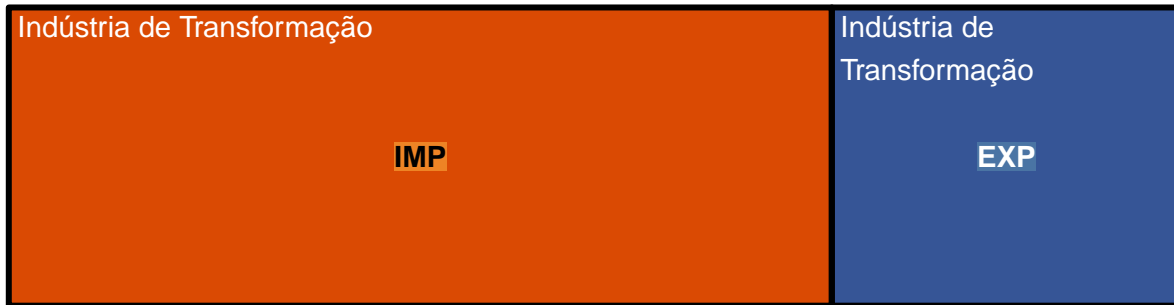 Indústria de Transformação
IMP
Indústria de
Transformação
EXP